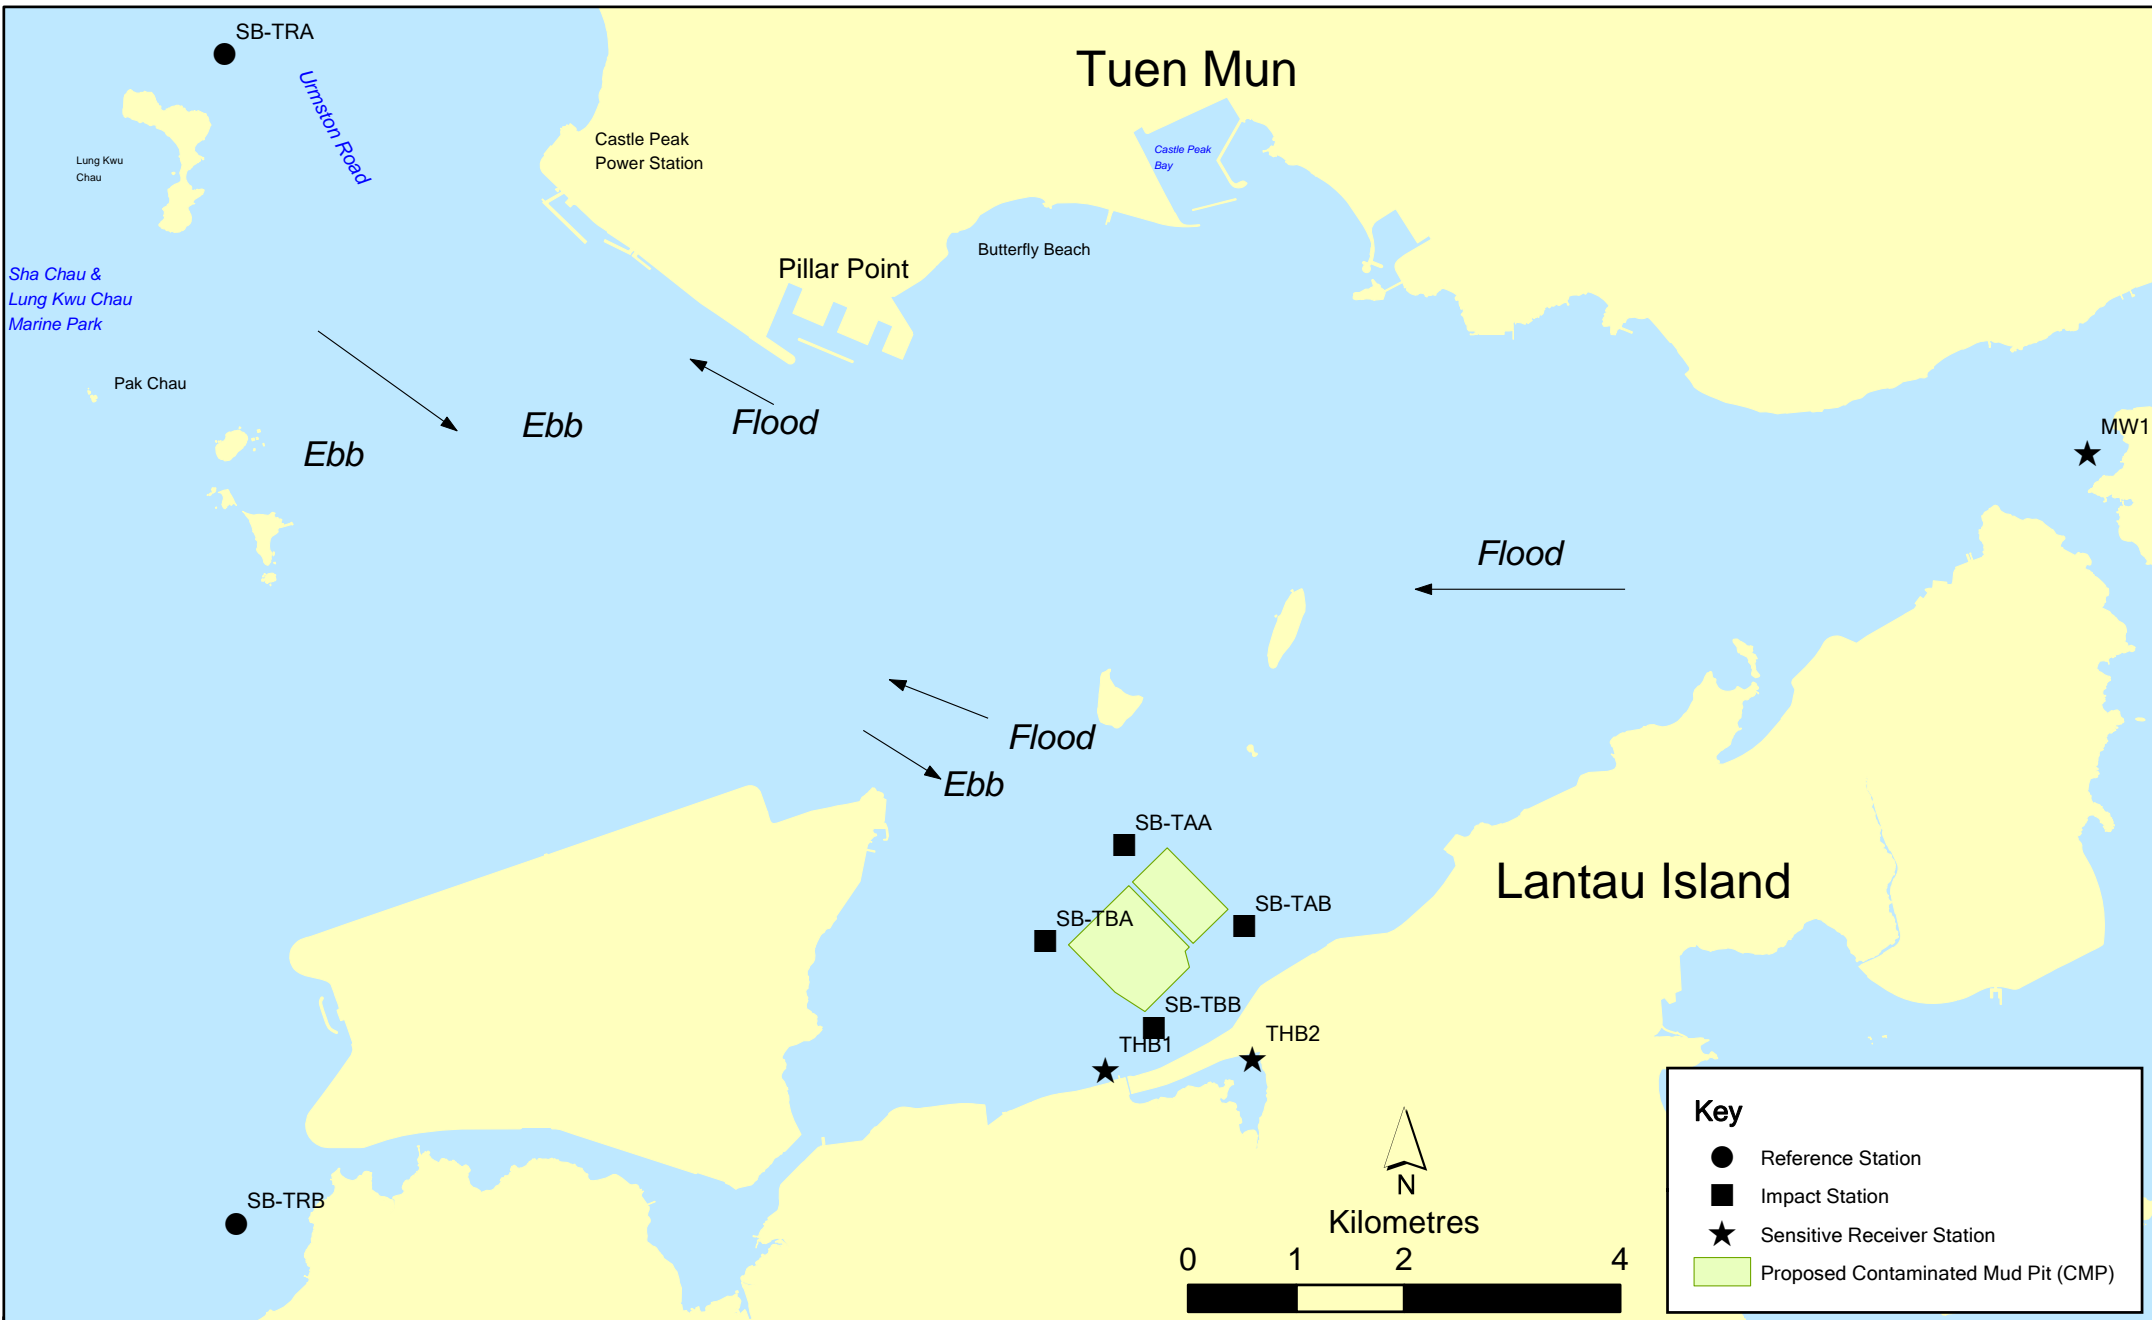 SB-TRA
Tuen Mun
Urmston Road
Castle Peak
Power Station
Castle Peak
Bay
Lung Kwu
Chau
Butterfly Beach
Pillar Point
Sha Chau &
Lung Kwu Chau
Marine Park
Pak Chau
Ebb
Flood
Ebb
MW1
Flood
Flood
Ebb
SB-TAA
Lantau Island
SB-TAB
SB-TBA
SB-TBB
THB1
THB2
SB-TRB
N
Kilometres
0 1 2 4
Key
Reference Station
Impact Station
Sensitive Receiver Station
Proposed Contaminated Mud Pit (CMP)